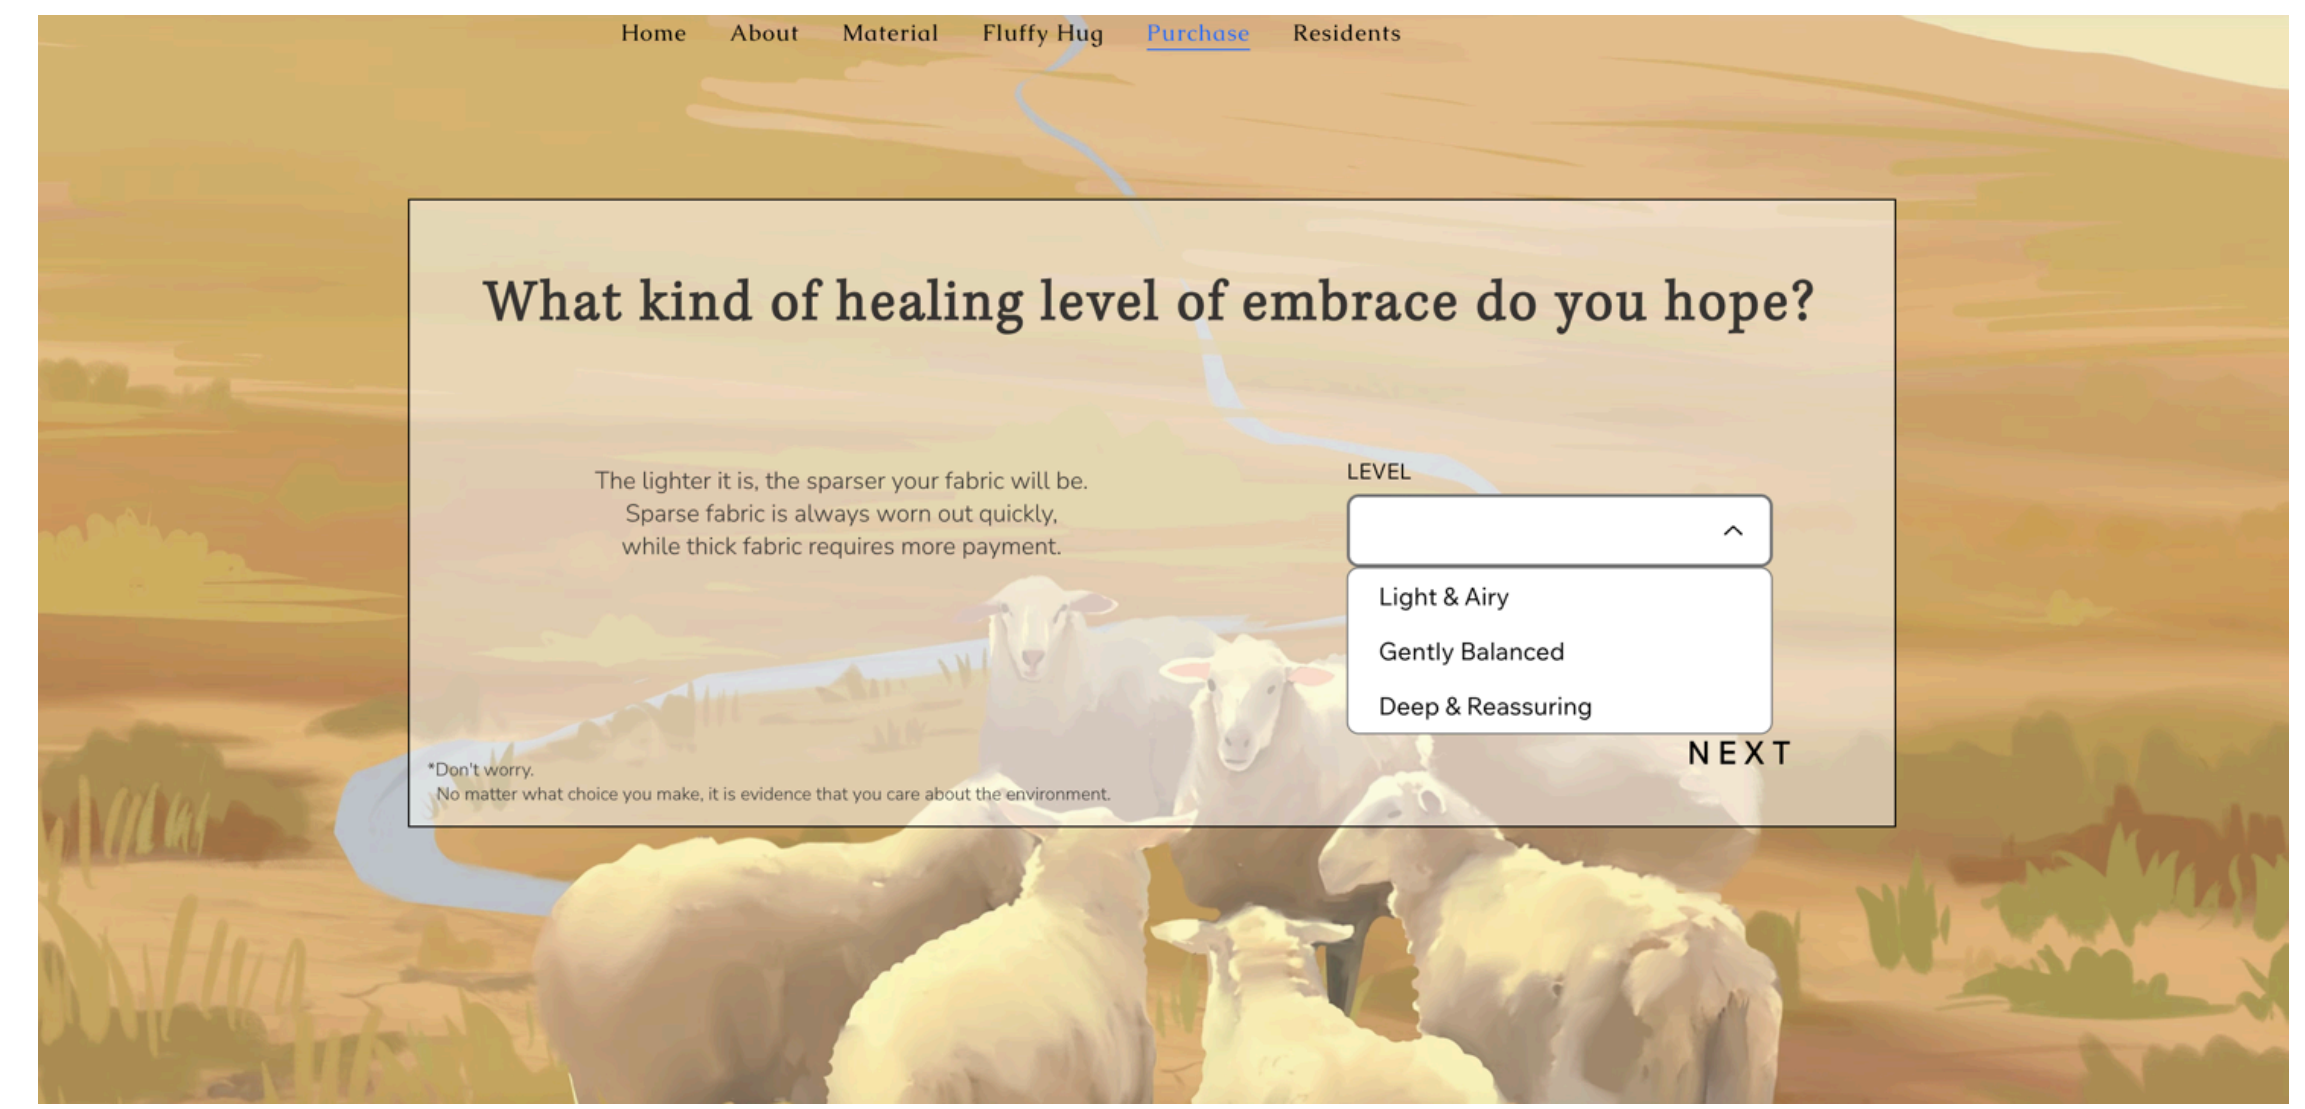 Home About Material Fluffy Hug Purchase Residents
What kind of healing level of embrace do you hope?
The lighter it is, the sparser your fabric will be.
Sparse fabric is always worn out quickly,
while thick fabric requires more payment.
LEVEL
Light & Airy
Gently Balanced
Deep & Reassuring
NEXT
*Don't worry.
No matter what choice you make, it is evidence that you care about the environment.